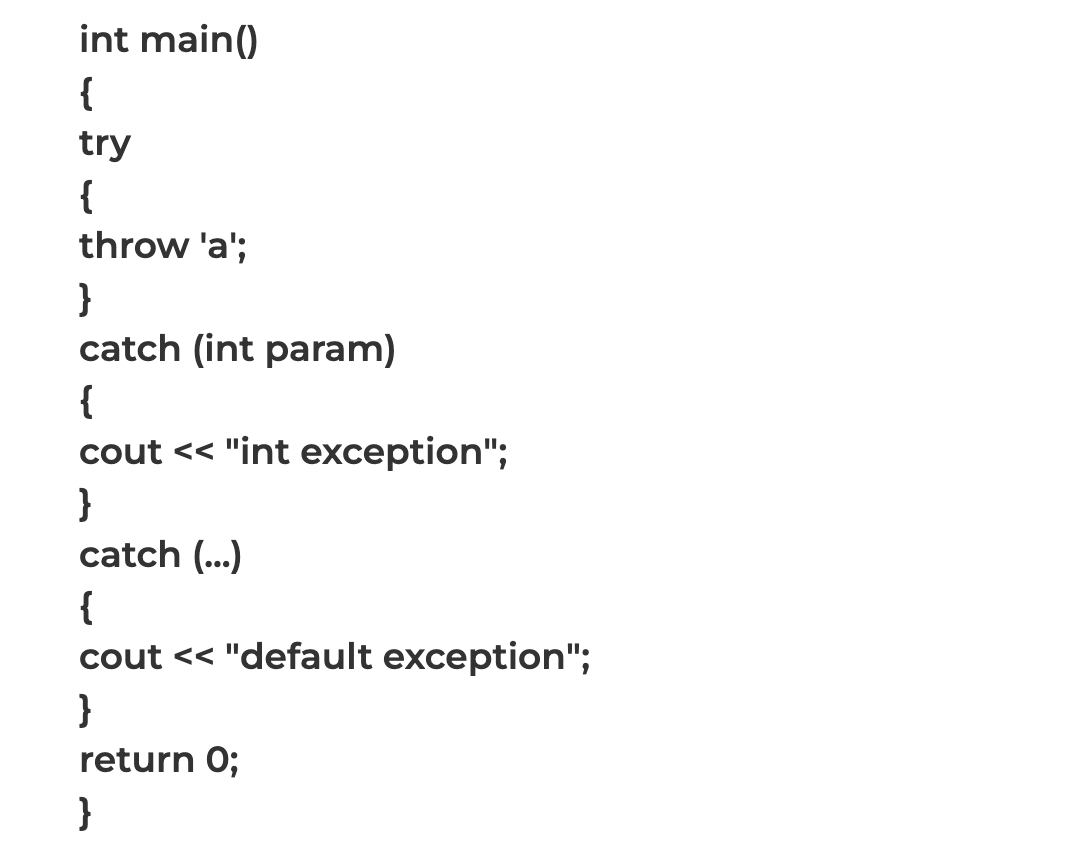 int main()
{
try
{
throw 'a';
}
catch (int param)
{
cout << "int exception";
}
catch (...)
{
cout << "default exception";
}
return 0;
}